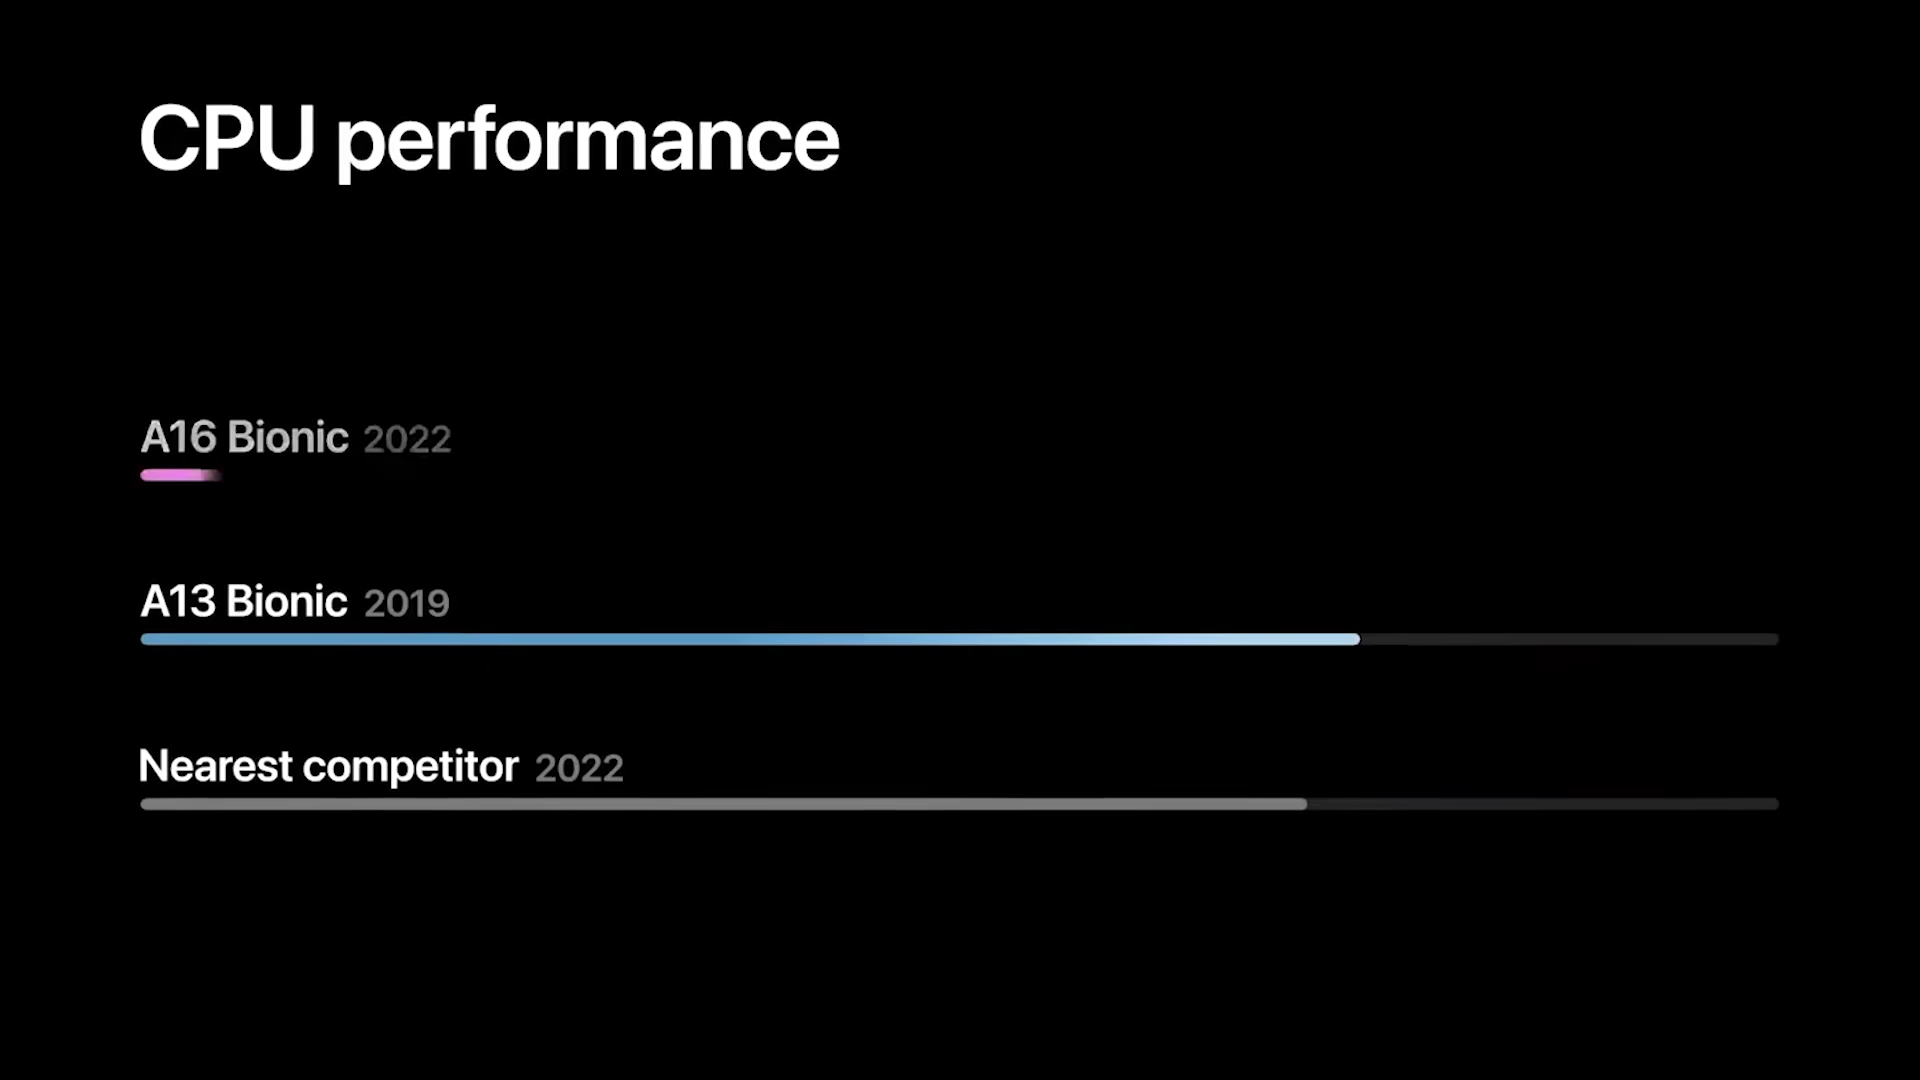 CPU performance
A16 Bionic 2022
A13 Bionic 2019
Nearest competitor 2022